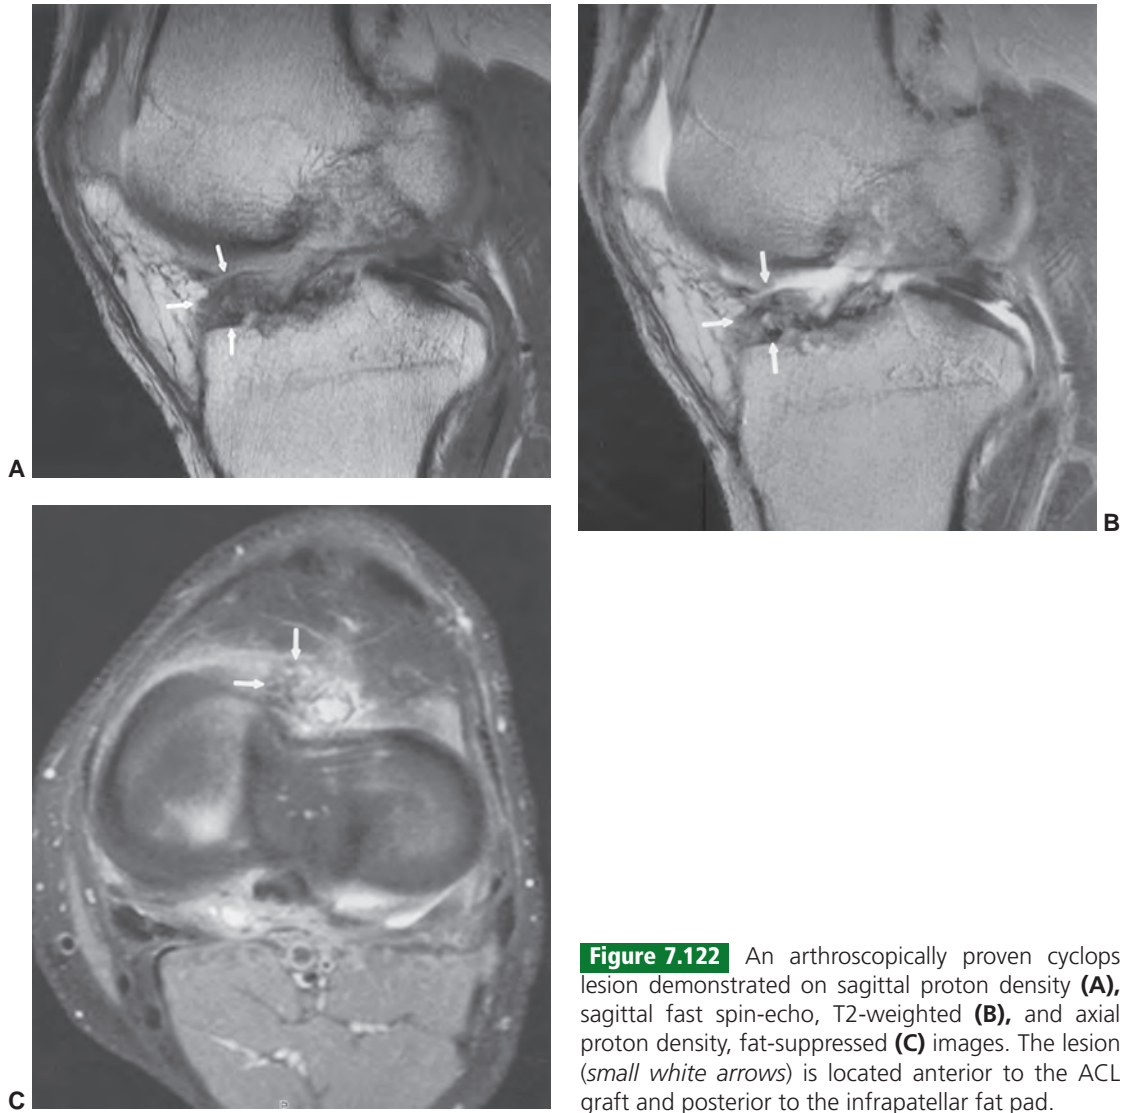 A
B
C
Figure 7.122 An arthroscopically proven cyclops
lesion demonstrated on sagittal proton density (A),
sagittal fast spin-echo, T2-weighted (B), and axial
proton density, fat-suppressed (C) images. The lesion
(small white arrows) is located anterior to the ACL
graft and posterior to the infrapatellar fat pad.